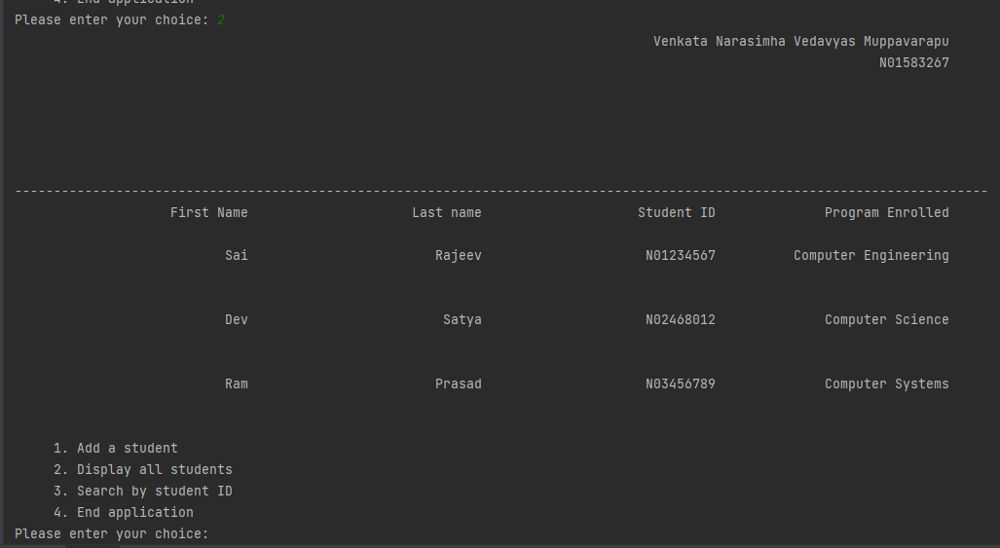 4. End application
Please enter your choice: 2
Venkata Narasimha Vedavyas Muppavarapu
N01583267
-----------------------------------------------------------------------------------------------------------------------------
First Name Last name Student ID Program Enrolled
Sai Rajeev N01234567 Computer Engineering
Dev Satya N02468012 Computer Science
Ram Prasad N03456789 Computer Systems
1. Add a student
2. Display all students
3. Search by student ID
4. End application
Please enter your choice: